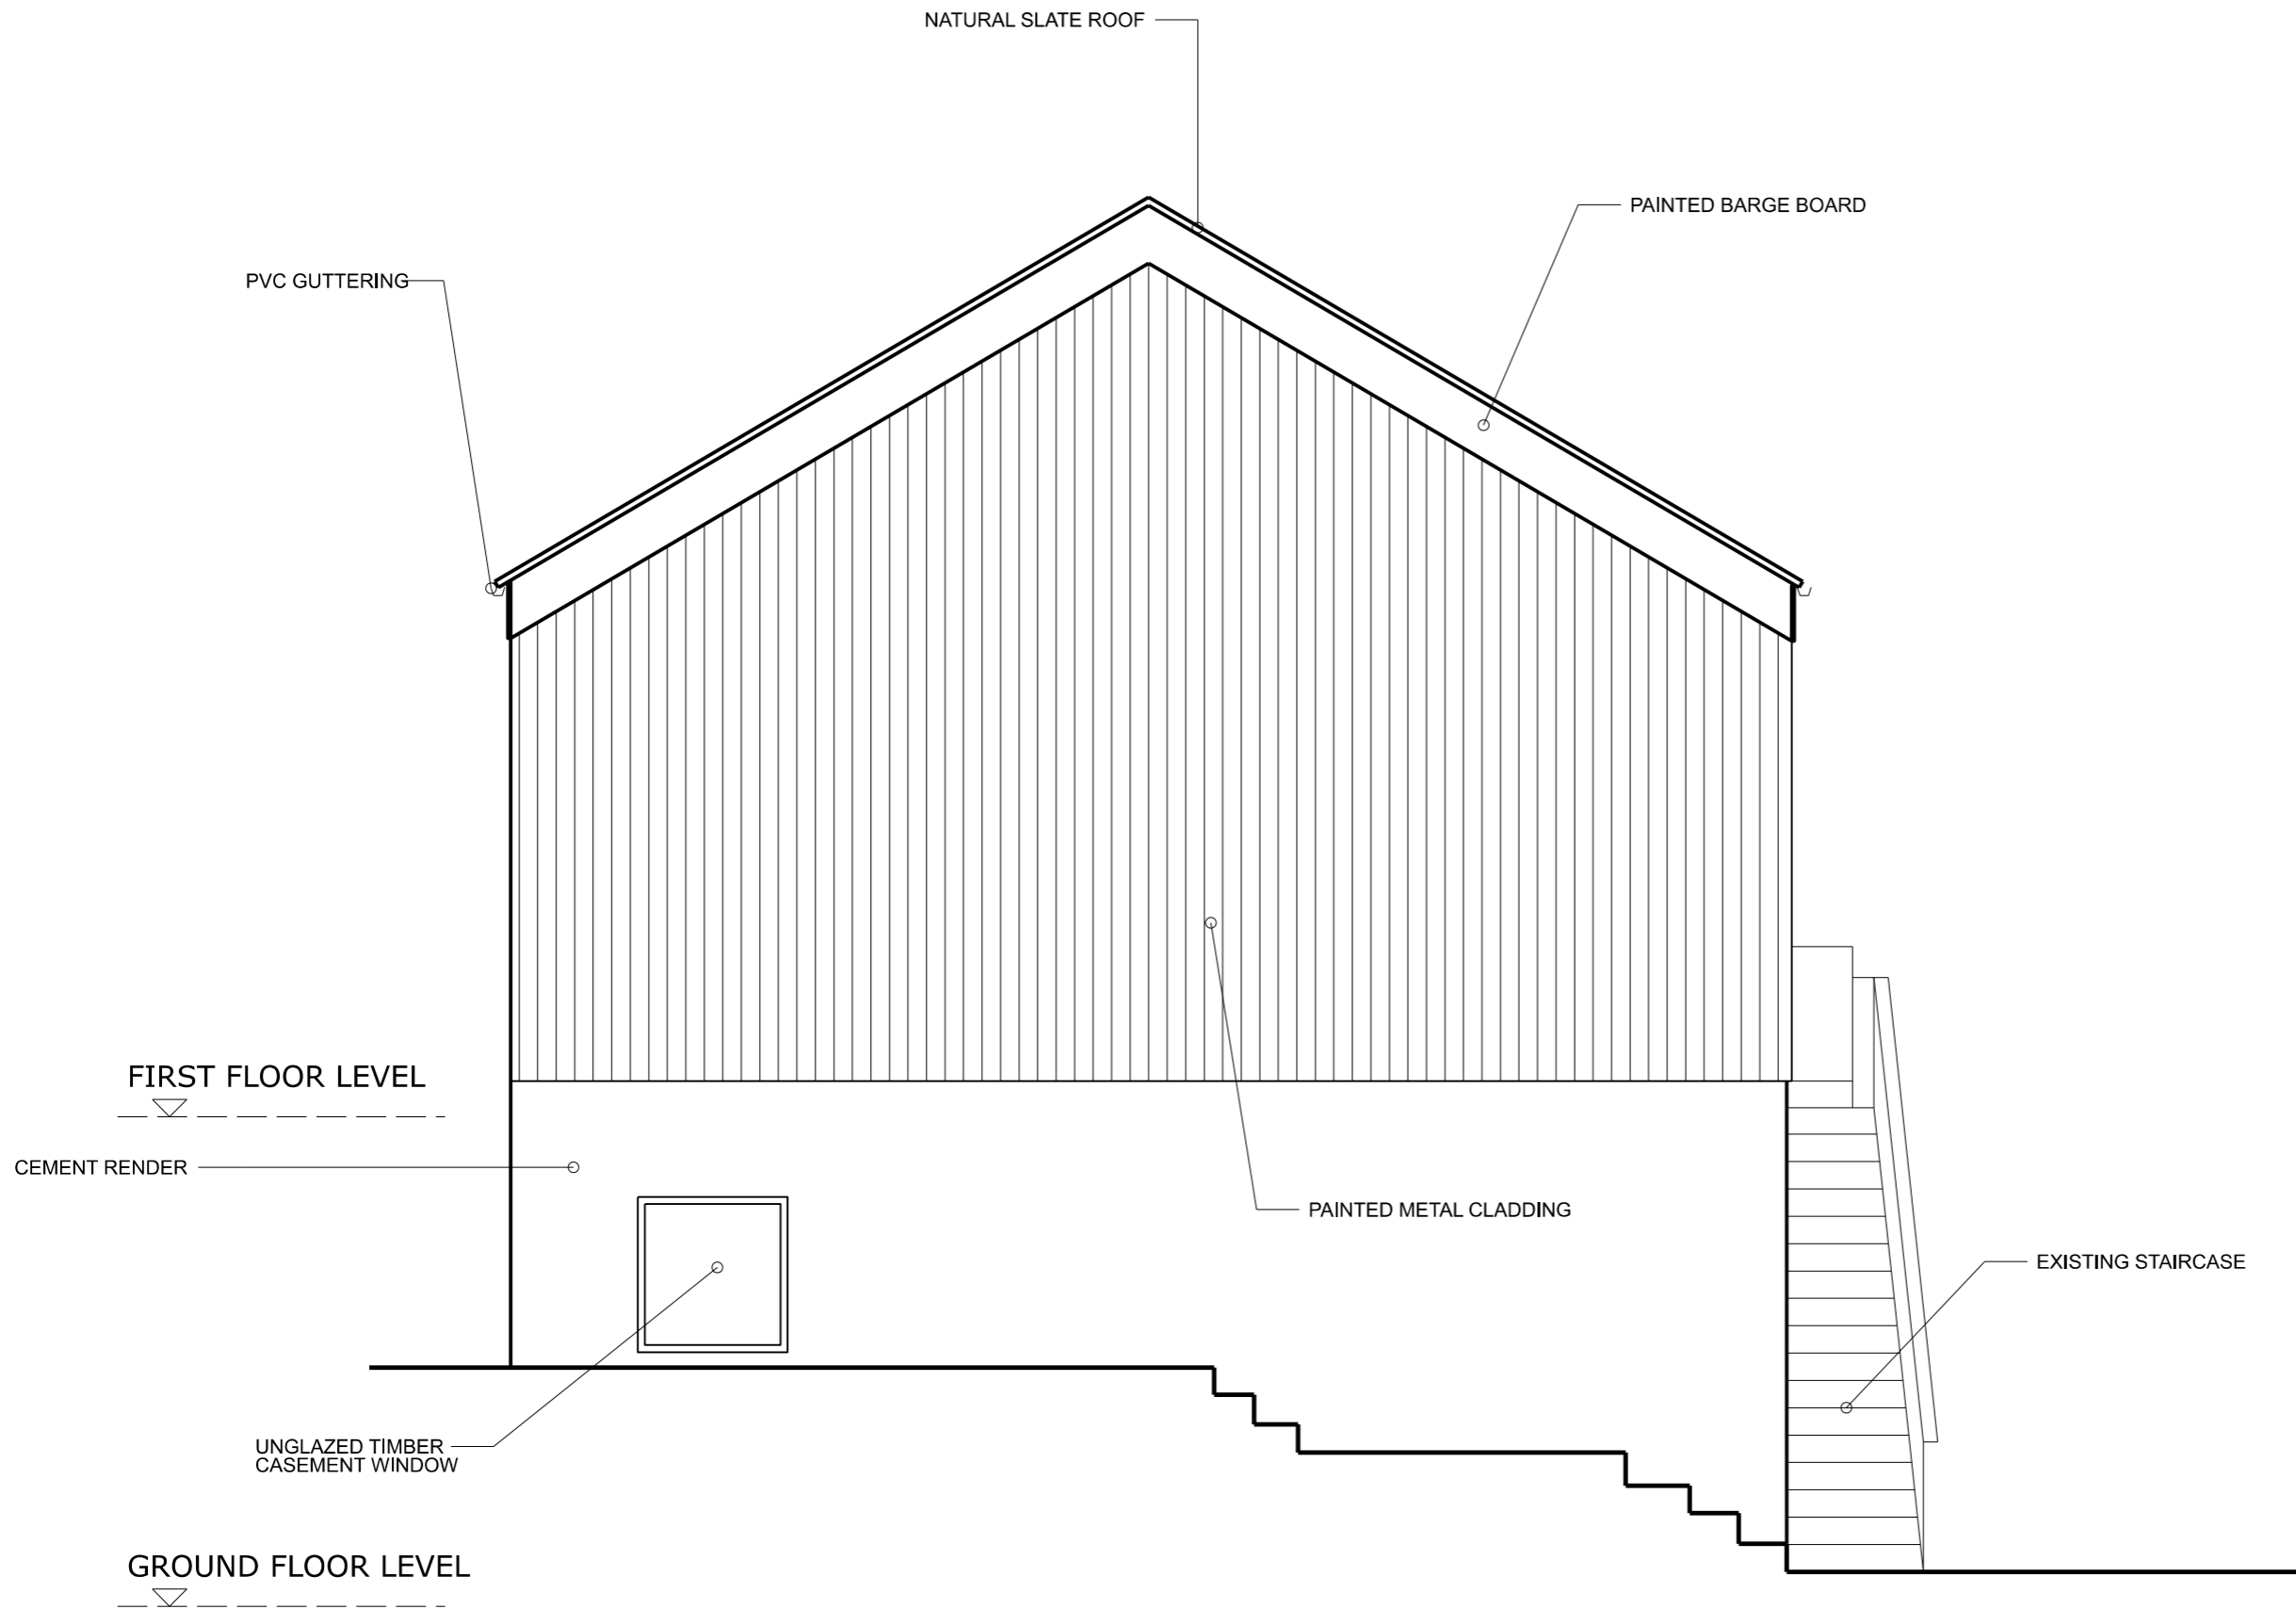 NATURAL SLATE ROOF
PAINTED BARGE BOARD
PVC GUTTERING
FIRST FLOOR LEVEL
CEMENT RENDER
PAINTED METAL CLADDING
EXISTING STAIRCASE
UNGLAZED TIMBER
CASEMENT WINDOW
GROUND FLOOR LEVEL